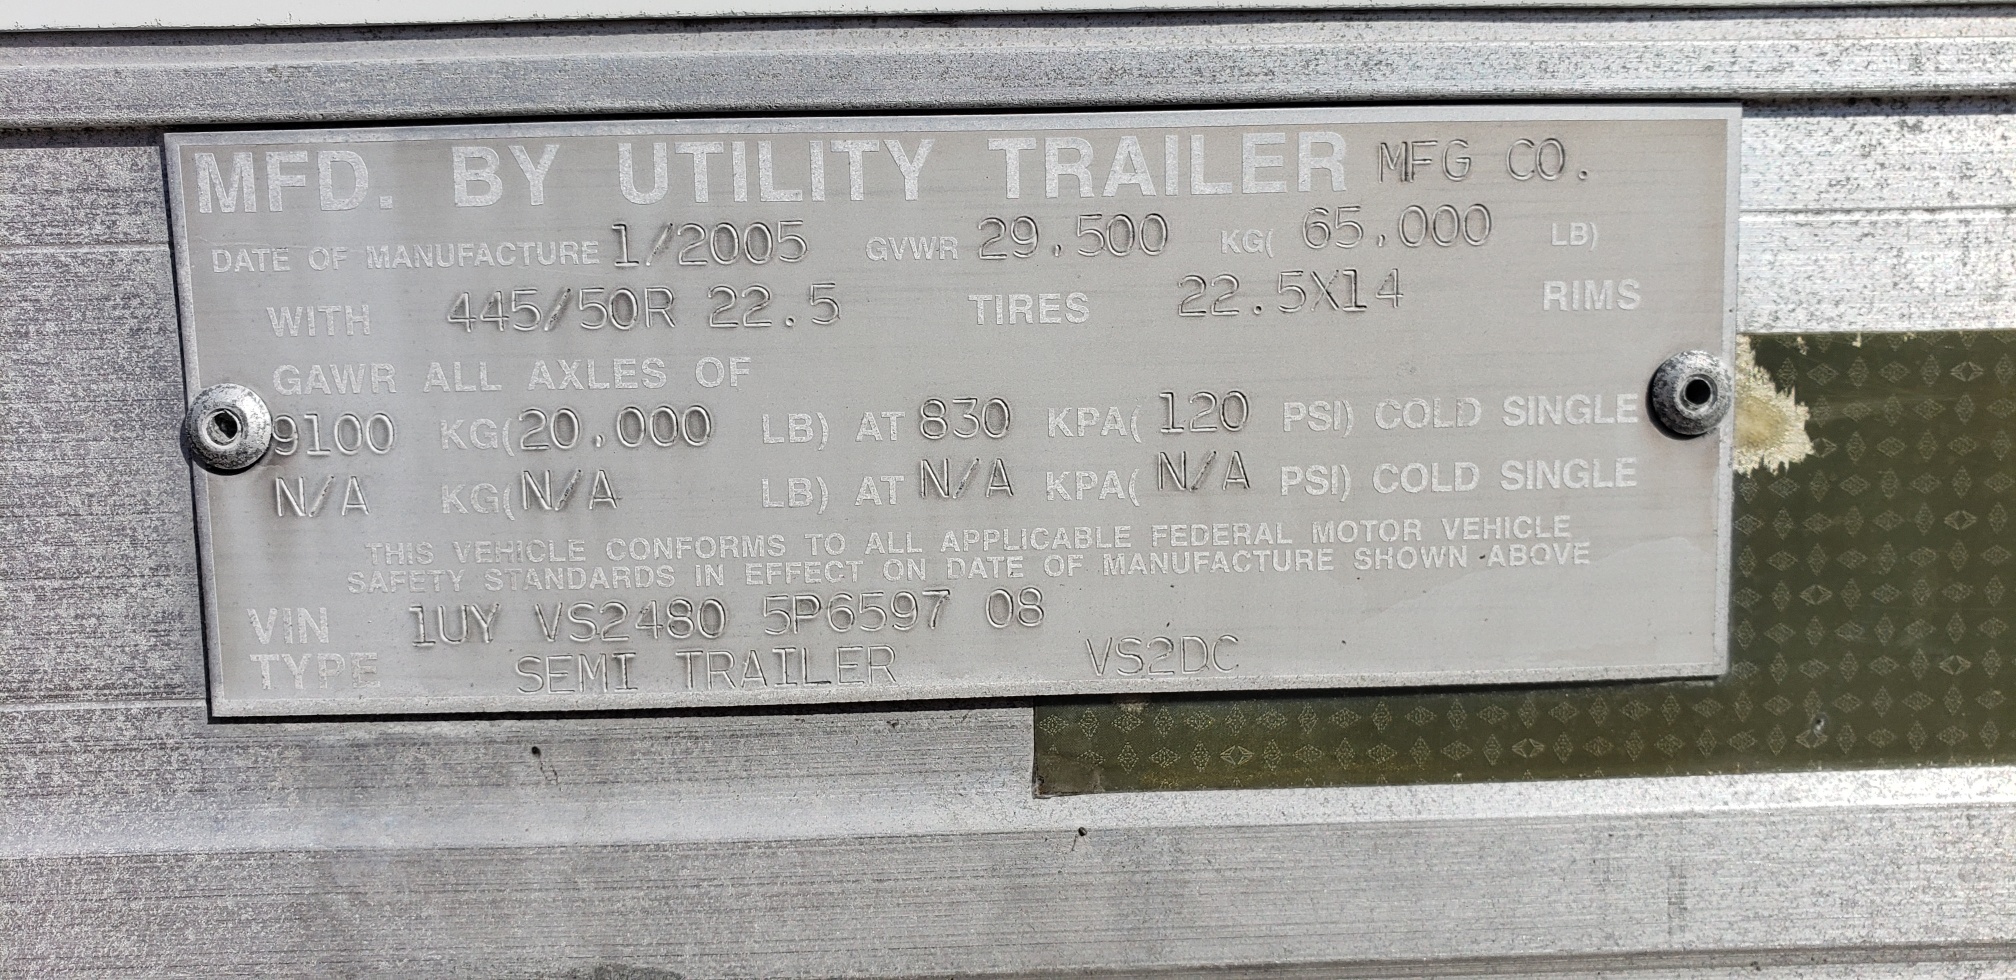 MFD. BY UTILITY TRAILER MFG CO.
DATE OF MANUFACTURE 1/2005 GVWR 29,500 KG( 65,000 LB)
WITH 445/50R 22.5 TIRES 22.5X14 RIMS
GAWR ALL AXLES OF
9100 KG(20,000 LB) AT 830 KPA( 120 PSI) COLD SINGLE
N/A KG(N/A LB) AT N/A KPA( N/A PSI) COLD SINGLE
THIS VEHICLE CONFORMS TO ALL APPLICABLE FEDERAL MOTOR VEHICLE
SAFETY STANDARDS IN EFFECT ON DATE OF MANUFACTURE SHOWN ABOVE
VIN 1UY VS2480 5P6597 08
TYPE SEMI TRAILER VS2DC